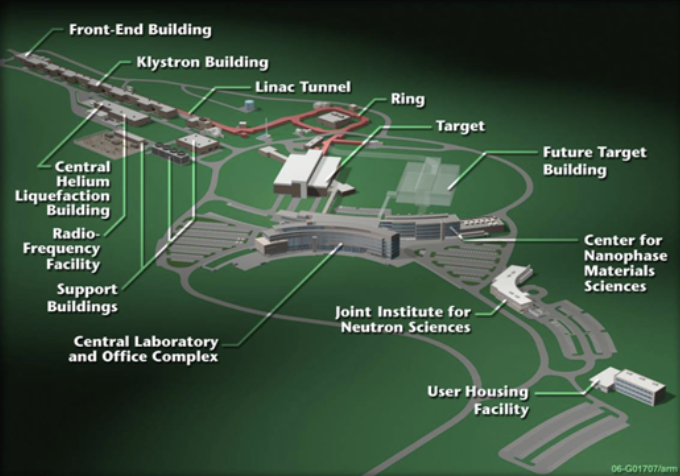 Front-End Building
Klystron Building
Linac Tunnel
Ring
Target
Future Target
Building
Central
Helium
Liquefaction
Building
Radio-
Frequency
Facility
Support
Buildings
Center for
Nanophase
Materials
Sciences
Joint Institute for
Neutron Sciences
Central Laboratory
and Office Complex
User Housing
Facility
06-G01707/arm